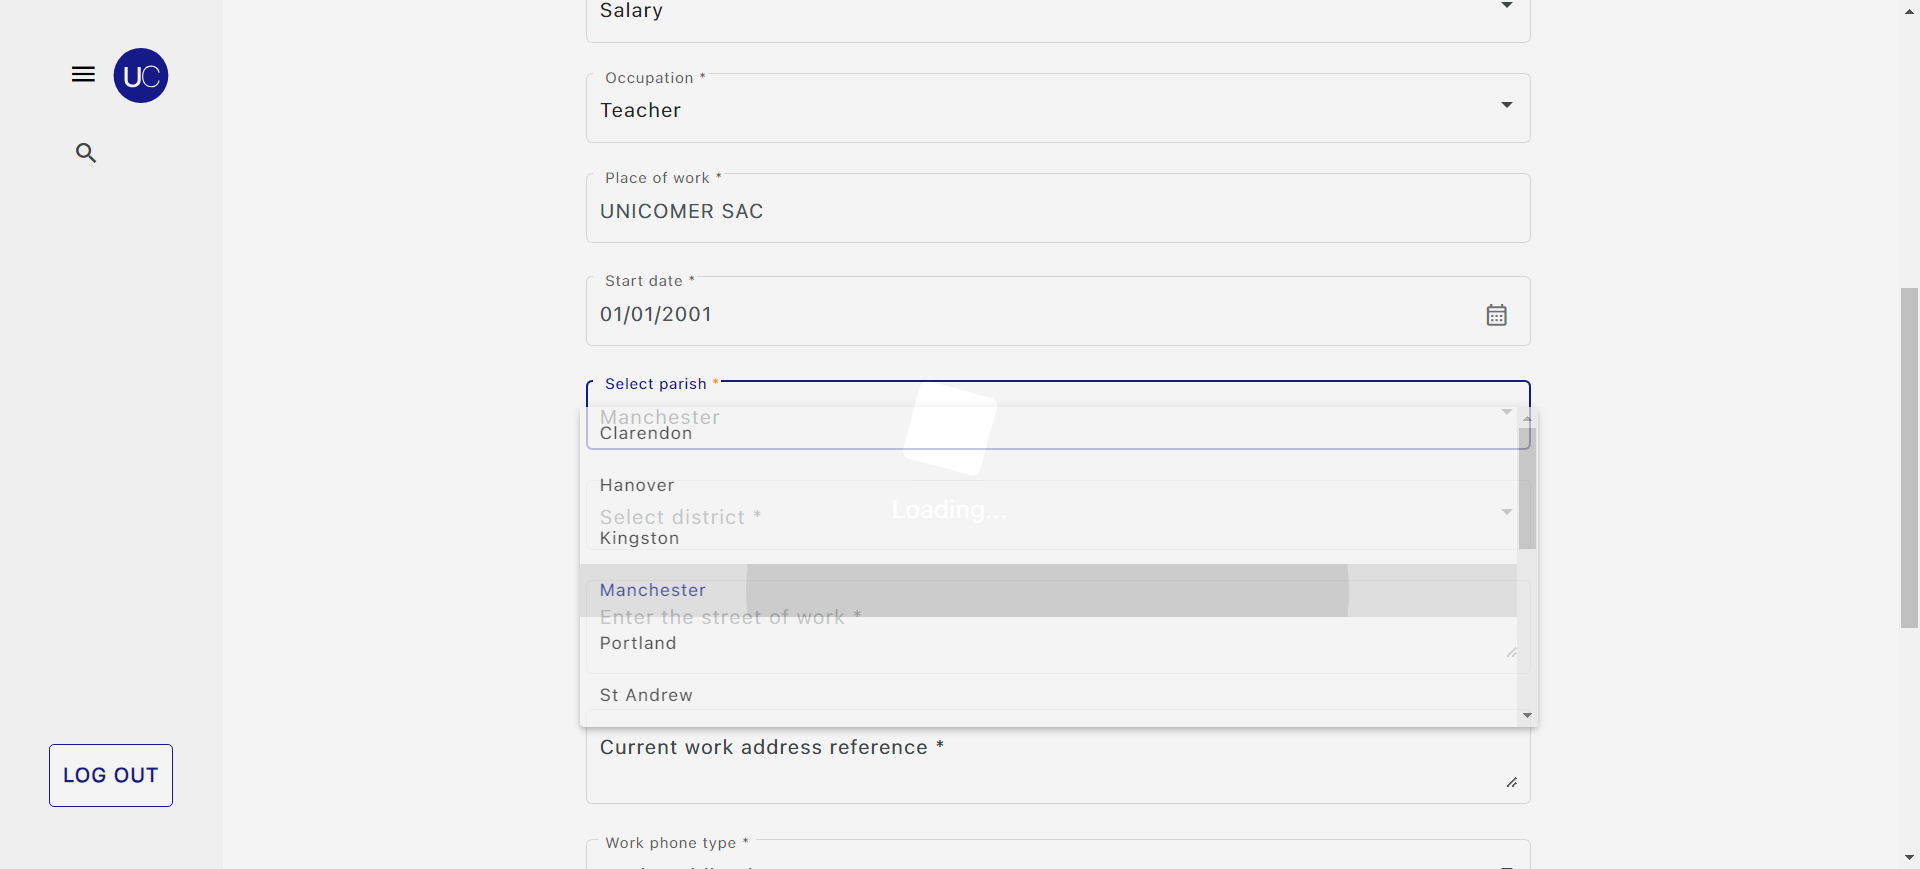 Salary
UC
Occupation *
Teacher
Place of work *
UNICOMER SAC
Start date *
01/01/2001
Select parish *
Manchester
Clarendon
Hanover
Select district *
Loading...
Kingston
Manchester
Enter the street of work *
Portland
St Andrew
Current work address reference *
LOG OUT
Work phone type *